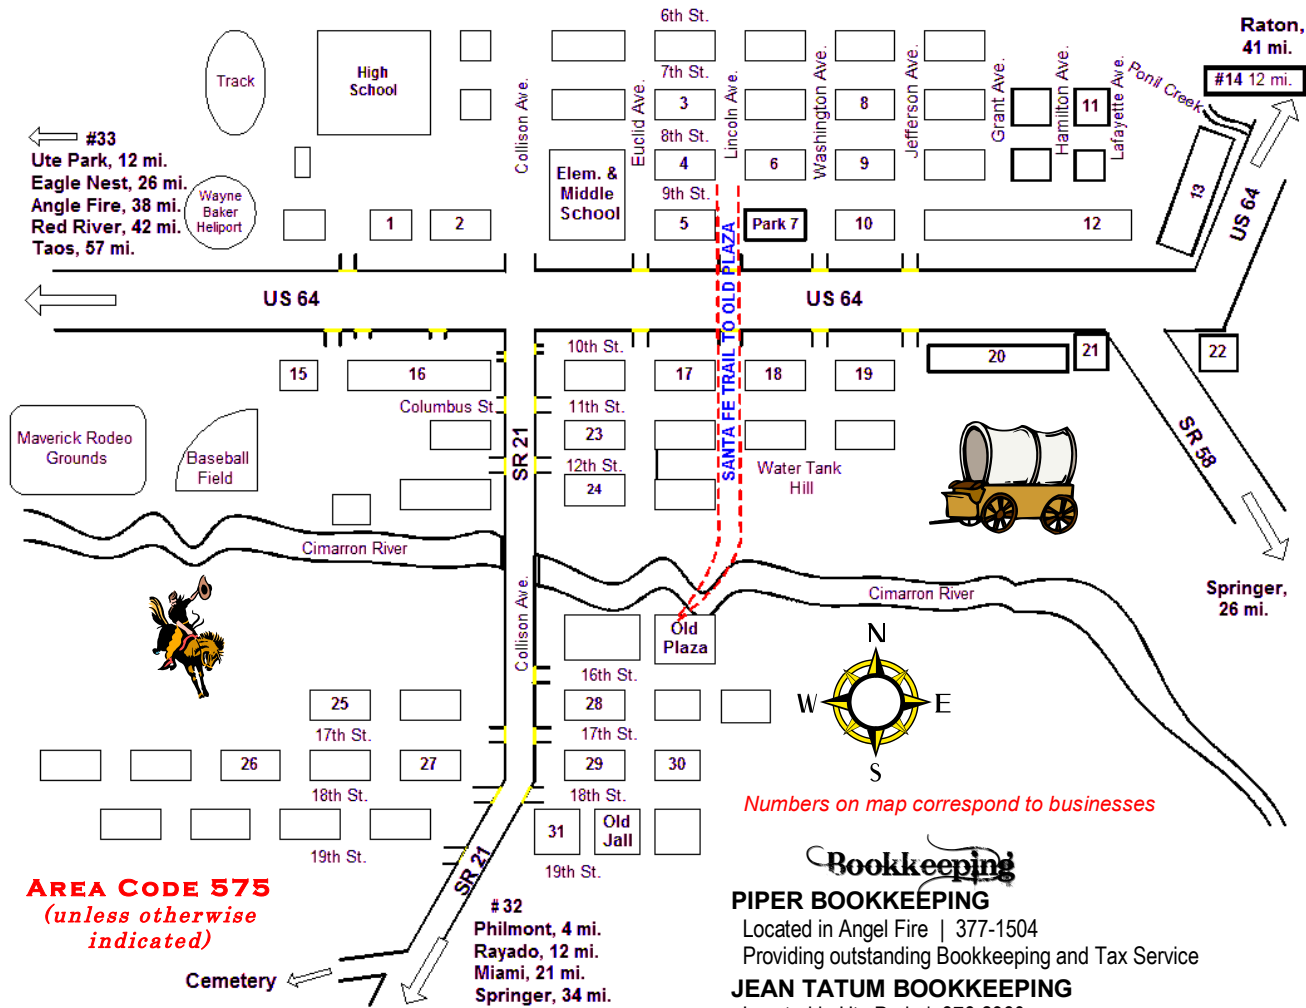 6th St.
Raton,
41 mi.
#14 12 mi.
Ponil Creek
Track
High
School
7th St.
3
8
11
Collison Ave.
Euclid Ave.
Lincoln Ave.
Washington Ave.
Jefferson Ave.
Grant Ave.
Hamilton Ave.
Lafayette Ave.
#33
Ute Park, 12 mi.
Eagle Nest, 26 mi.
Angle Fire, 38 mi.
Red River, 42 mi.
Taos, 57 mi.
8th St.
4
6
9
Elem. &
Middle
School
9th St.
Wayne
Baker
Heliport
1
2
5
Park 7
10
12
13
US 64
US 64
US 64
SANTA FE TRAIL TO OLD PLAZA
10th St.
15
16
17
18
19
20
21
22
Columbus St.
11th St.
SR 21
23
SR 58
Maverick Rodeo
Grounds
Baseball
Field
12th St.
24
Water Tank
Hill
Cimarron River
Cimarron River
Springer,
26 mi.
Collison Ave.
Old
Plaza
16th St.
N
W
E
S
25
28
17th St.
17th St.
26
27
29
30
18th St.
18th St.
31
Old
Jall
19th St.
19th St.
SR 21
Numbers on map correspond to businesses
AREA CODE 575
(unless otherwise
indicated)
Cemetery
#32
Philmont, 4 mi.
Rayado, 12 mi.
Miami, 21 mi.
Springer, 34 mi.
Bookkeeping
PIPER BOOKKEEPING
Located in Angel Fire | 377-1504
Providing outstanding Bookkeeping and Tax Service
JEAN TATUM BOOKKEEPING